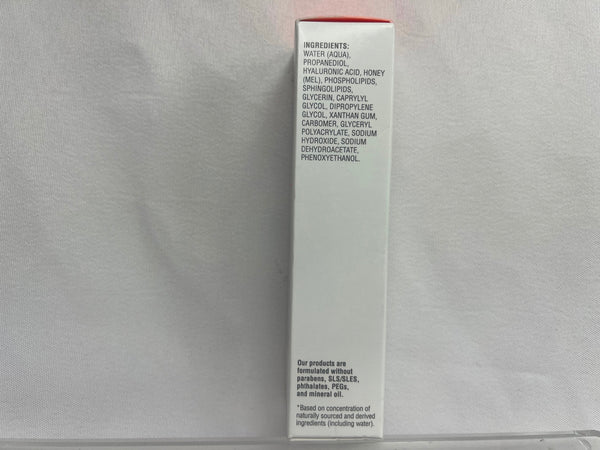 INGREDIENTS:
WATER (AQUA),
PROPANEDIOL,
HYALURONIC ACID, HONEY
(MEL), PHOSPHOLIPIDS,
SPHINGOLIPIDS,
GLYCERIN, CAPRYLYL
GLYCOL, DIPROPYLENE
GLYCOL, XANTHAN GUM,
CARBOMER, GLYCERYL
POLYACRYLATE, SODIUM
HYDROXIDE, SODIUM
DEHYDROACETATE,
PHENOXYETHANOL.
Our products are
formulated without
parabens, SLS/SLES,
phthalates, PEGs,
and mineral oil.
*Based on concentration of
naturally sourced and derived
ingredients (including water).